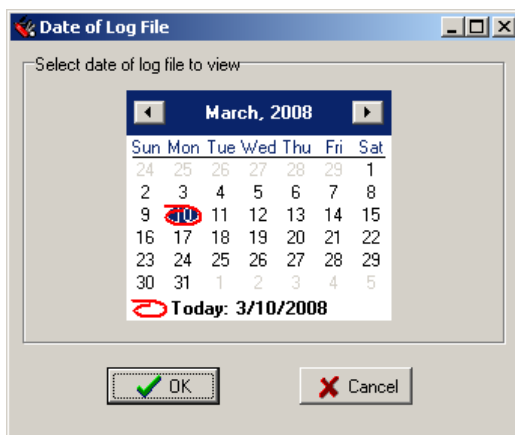 Date of Log File
Select date of log file to view
March, 2008
Sun Mon Tue Wed Thu Fri Sat
24 25 26 27 28 29 1
2 3 4 5 6 7 8
9 10 11 12 13 14 15
16 17 18 19 20 21 22
23 24 25 26 27 28 29
30 31 1 2 3 4 5
Today: 3/10/2008
OK Cancel